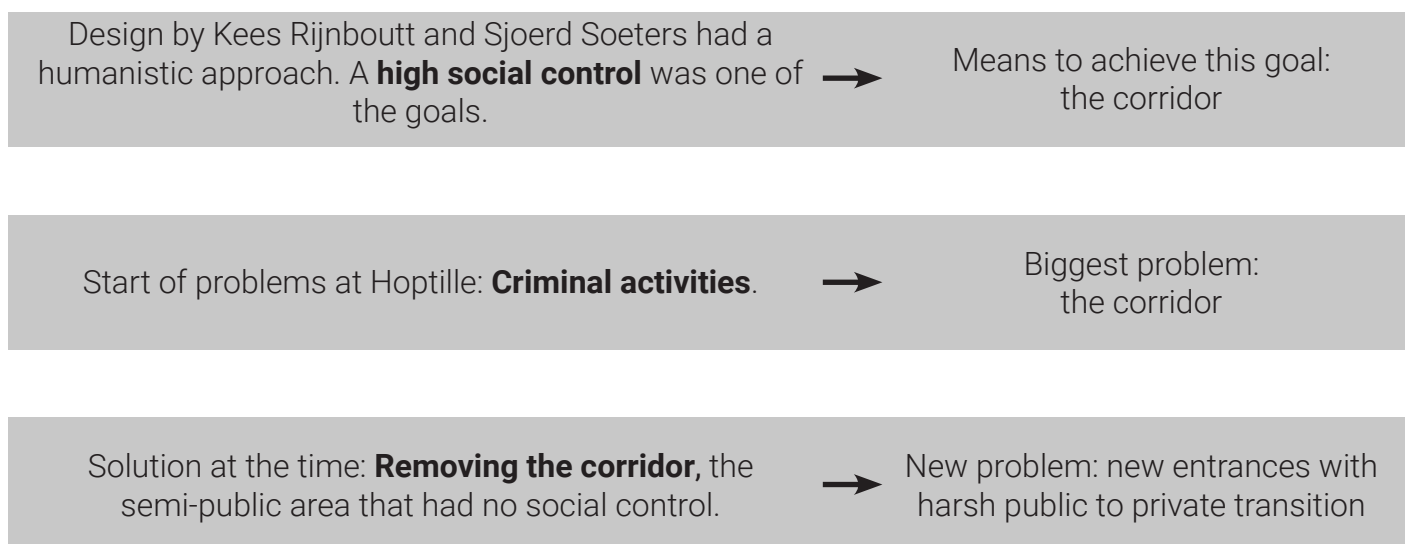 Design by Kees Rijnboutt and Sjoerd Soeters had a
humanistic approach. A high social control was one of
the goals.
Means to achieve this goal:
the corridor
Start of problems at Hoptille: Criminal activities.
Biggest problem:
the corridor
Solution at the time: Removing the corridor, the
semi-public area that had no social control.
New problem: new entrances with
harsh public to private transition